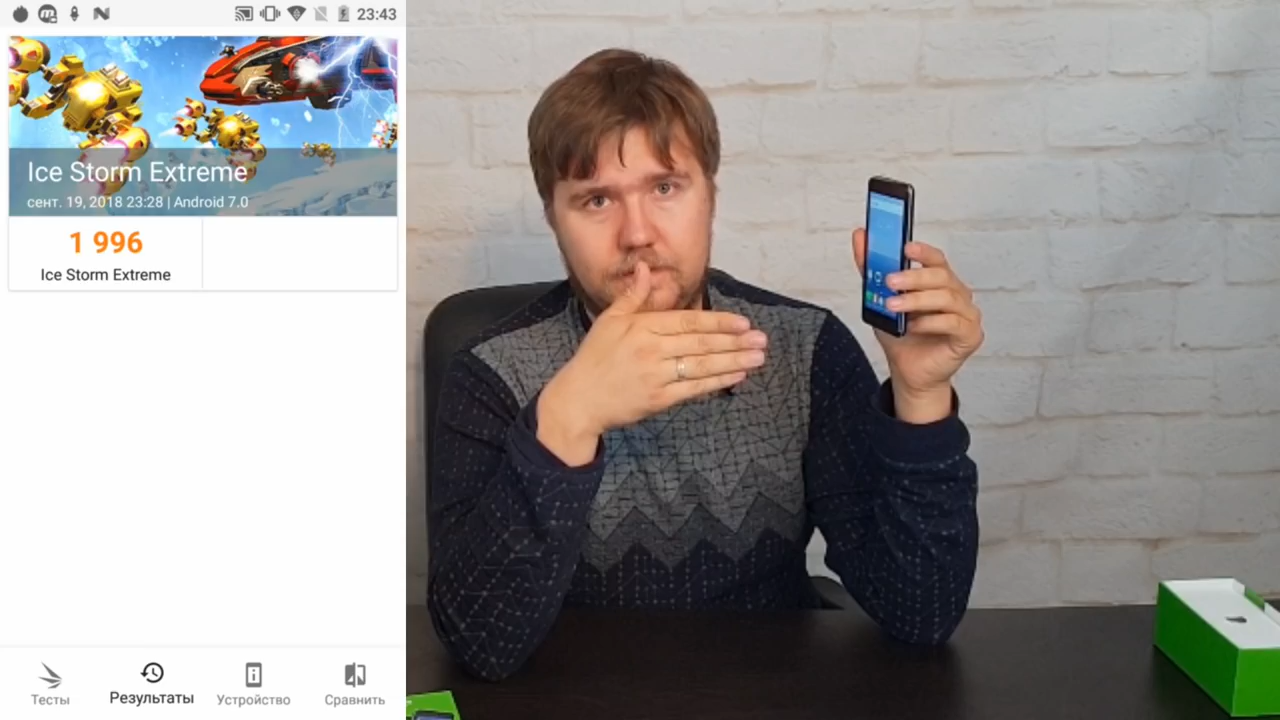 23:43
Ice Storm Extreme
сент. 19, 2018 23:28 | Android 7.0
1 996
Ice Storm Extreme
Тесты
Результаты
Устройство
Сравнить